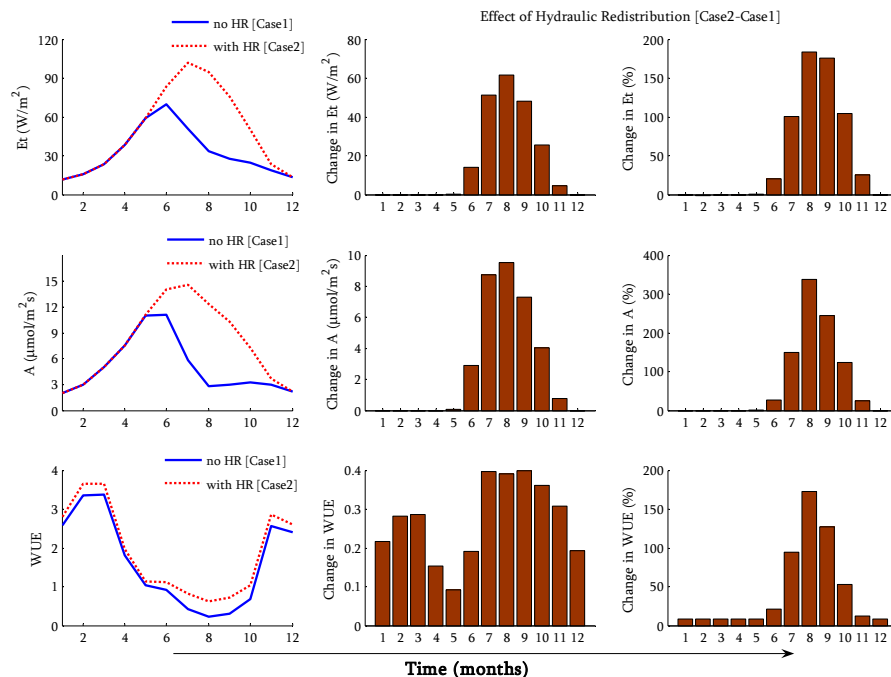 Effect of Hydraulic Redistribution [Case2-Case1]
no HR [Case1]
with HR [Case2]
Et (W/m²)
120
90
60
30
0
2 4 6 8 10 12
Change in Et (W/m²)
80
60
40
20
0
1 2 3 4 5 6 7 8 9 10 11 12
Change in Et (%)
200
150
100
50
0
1 2 3 4 5 6 7 8 9 10 11 12
no HR [Case1]
with HR [Case2]
A (μmol/m²s)
15
12
9
6
3
0
2 4 6 8 10 12
Change in A (μmol/m²s)
10
8
6
4
2
0
1 2 3 4 5 6 7 8 9 10 11 12
Change in A (%)
400
300
200
100
0
1 2 3 4 5 6 7 8 9 10 11 12
no HR [Case1]
with HR [Case2]
WUE
4
3
2
1
0
2 4 6 8 10 12
Change in WUE
0.4
0.3
0.2
0.1
0
1 2 3 4 5 6 7 8 9 10 11 12
Change in WUE (%)
200
150
100
50
0
1 2 3 4 5 6 7 8 9 10 11 12
Time (months)